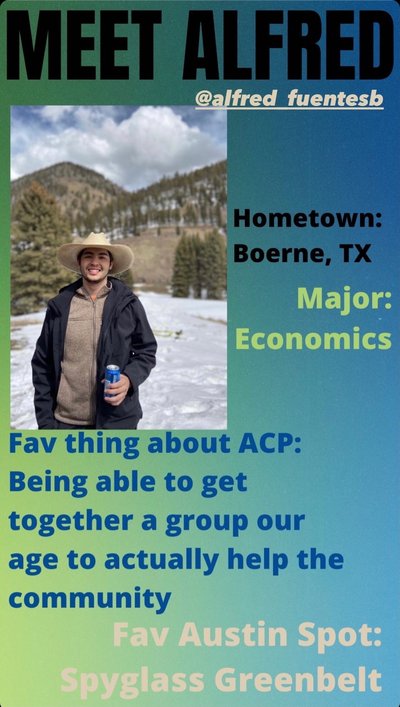 MEET ALFRED
@alfred_fuentesb
Hometown:
Boerne, TX
Major:
Economics
Fav thing about ACP:
Being able to get
together a group our
age to actually help the
community
Fav Austin Spot:
Spyglass Greenbelt